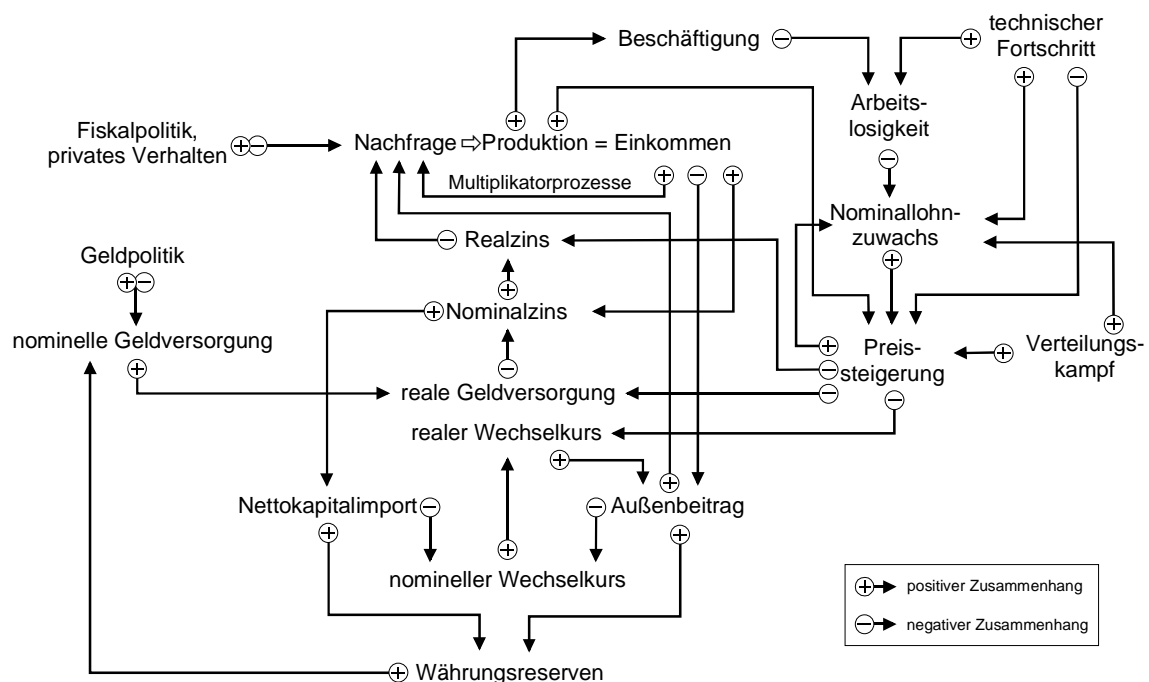 technischer
Fortschritt
Beschäftigung
Arbeits-
losigkeit
Fiskalpolitik,
privates Verhalten
Nachfrage ⇨ Produktion = Einkommen
Multiplikatorprozesse
Nominallohn-
zuwachs
Realzins
Geldpolitik
Nominalzins
nominelle Geldversorgung
Preis-
steigerung
Verteilungs-
kampf
reale Geldversorgung
realer Wechselkurs
Nettokapitalimport
Außenbeitrag
nomineller Wechselkurs
positiver Zusammenhang
negativer Zusammenhang
Währungsreserven